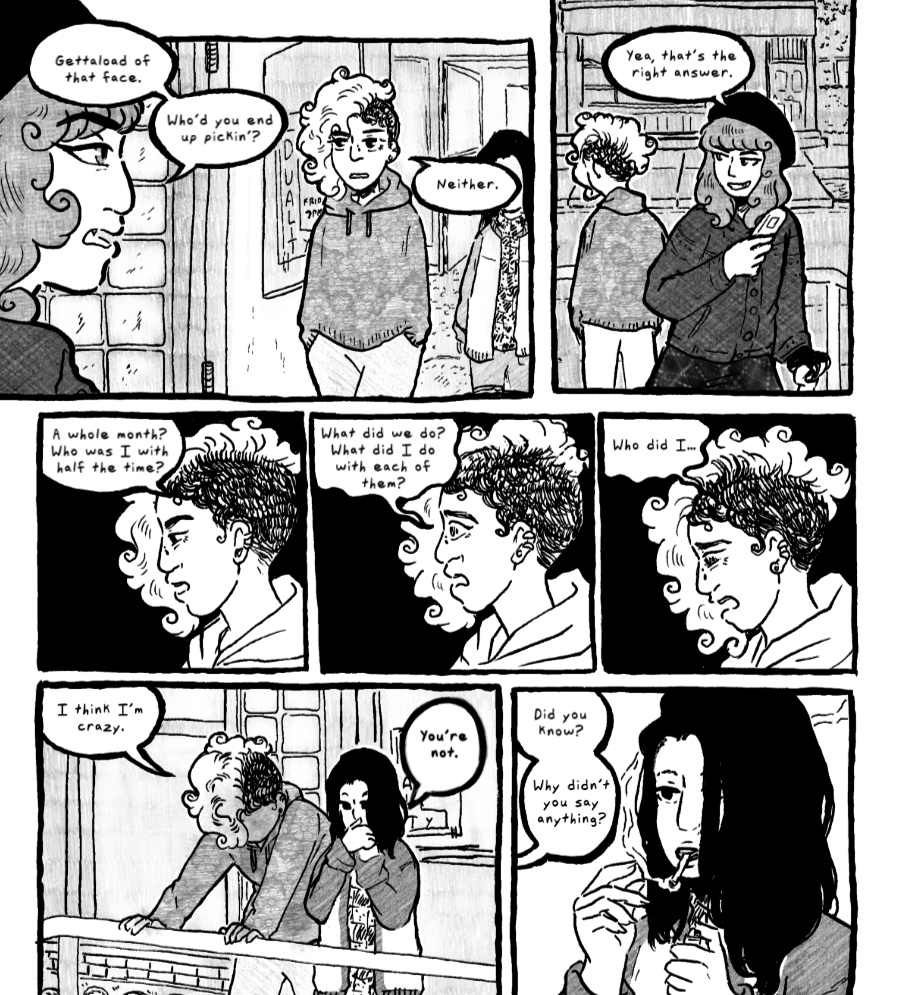 Gettaload of
that face.
Who'd you end
up pickin'?
DUALIT
FRID
Neither.
Yea, that's the
right answer.
A whole month?
Who was I with
half the time?
What did we do?
What did I do
with each of
them?
Who did I...
I think I'm
crazy.
You're
not.
Did you
know?
Why didn't
you say
anything?